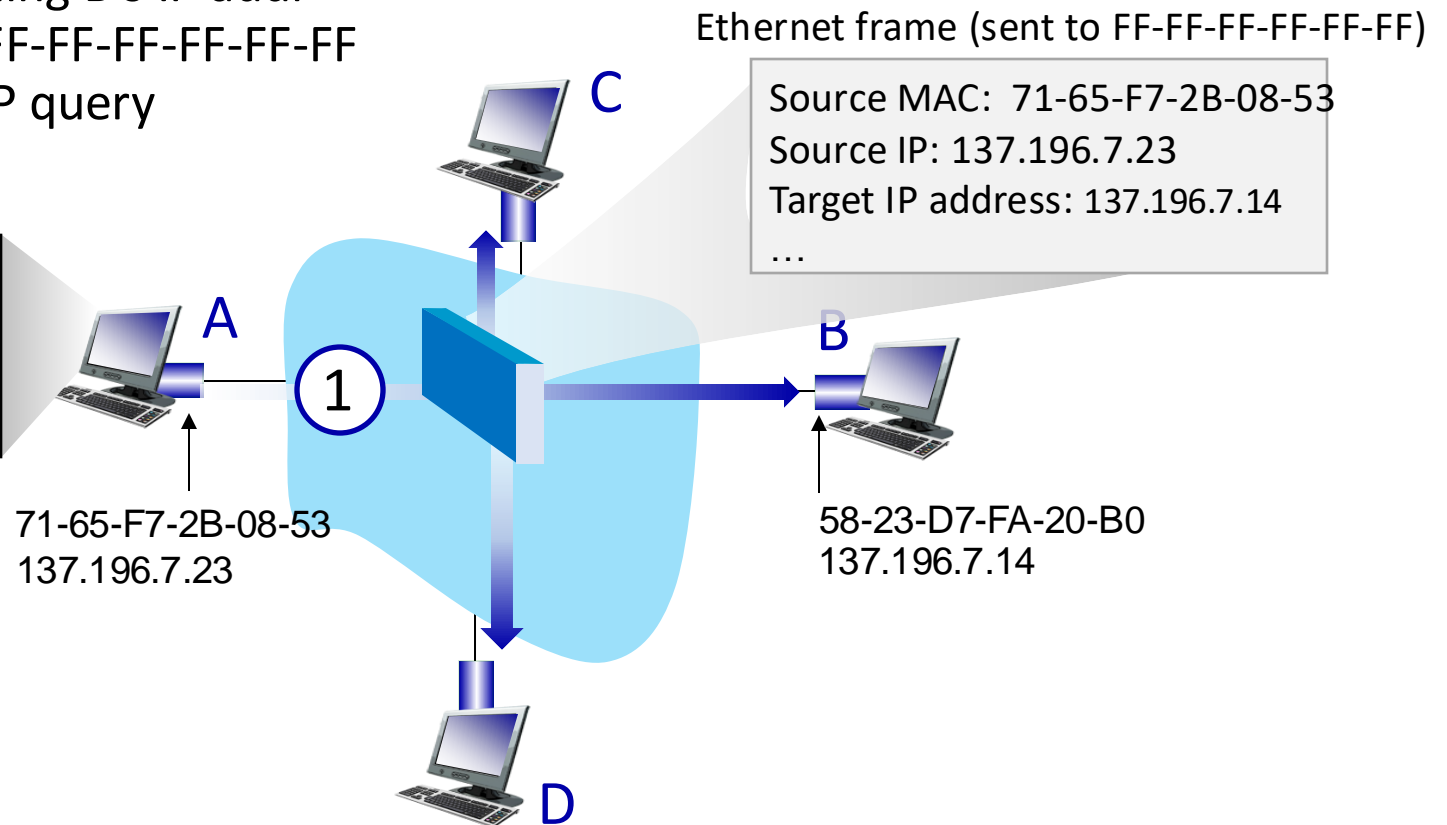 FF-FF-FF-FF-FF
query
Ethernet frame (sent to FF-FF-FF-FF-FF-FF)
Source MAC: 71-65-F7-2B-08-53
Source IP: 137.196.7.23
Target IP address: 137.196.7.14
…
C
A
B
1
71-65-F7-2B-08-53
137.196.7.23
58-23-D7-FA-20-B0
137.196.7.14
D